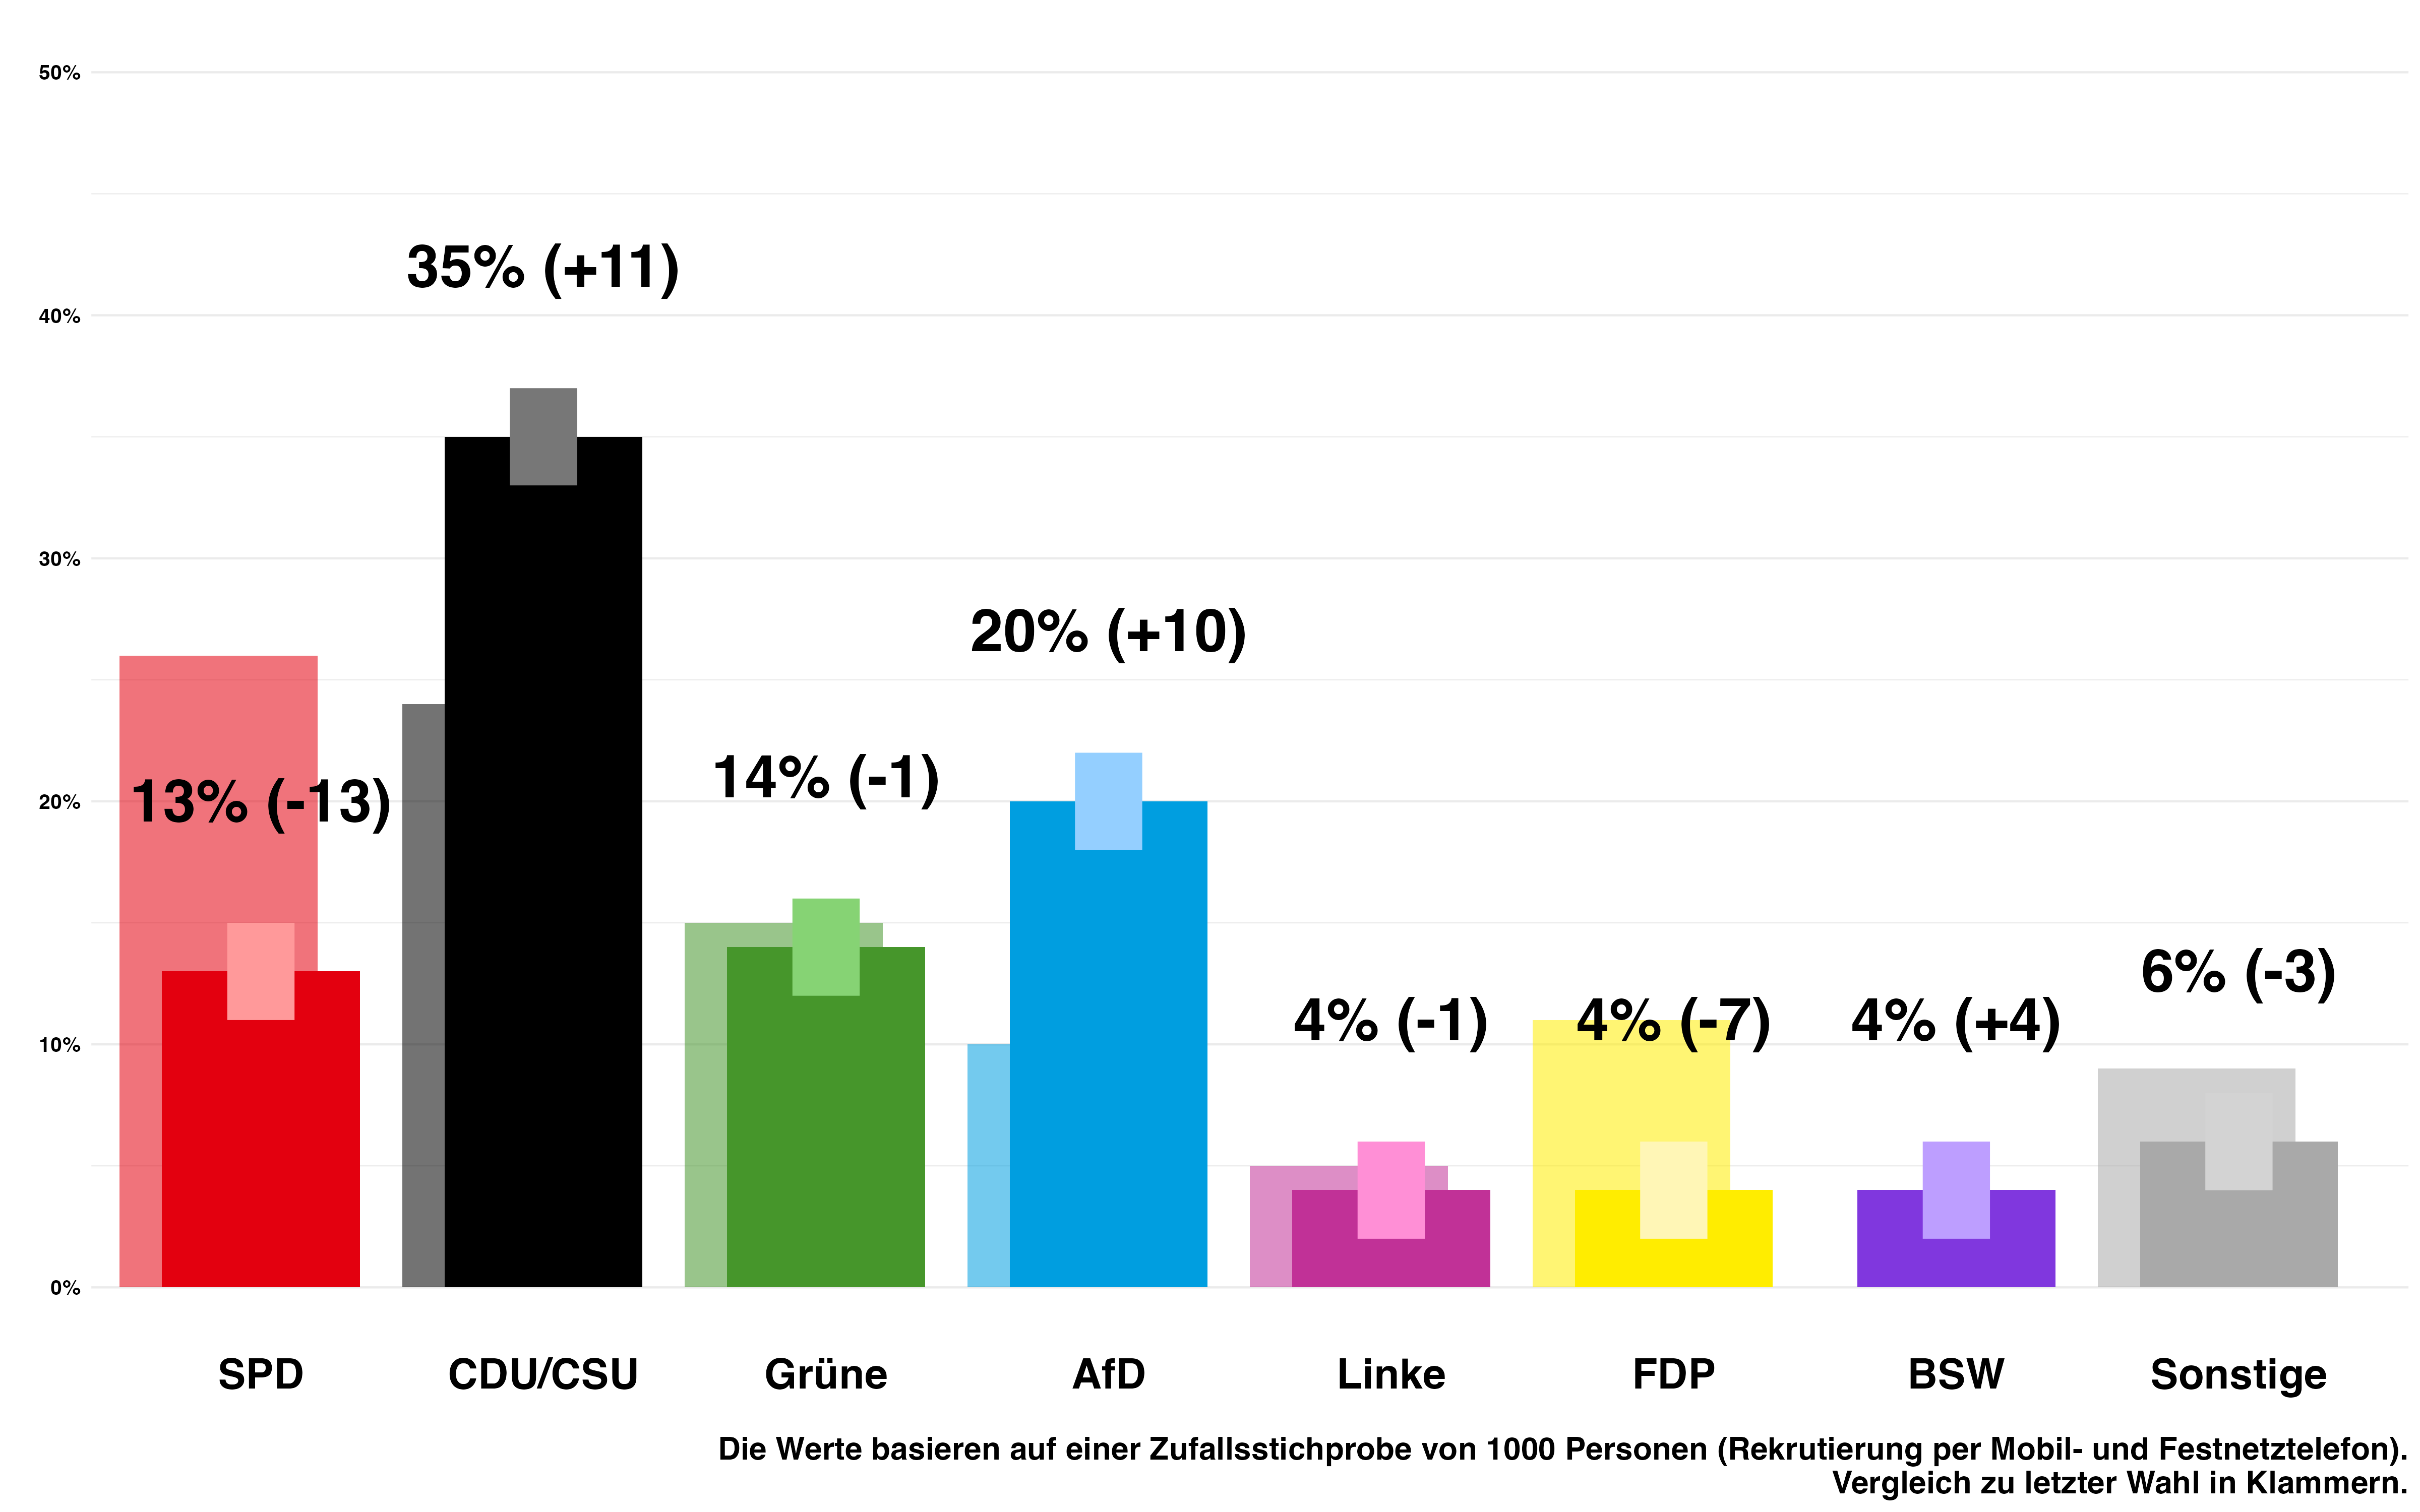 50%
40%
30%
20%
10%
0%
13% (-13)
35% (+11)
14% (-1)
20% (+10)
4% (-1)
4% (-7)
4% (+4)
6% (-3)
SPD
CDU/CSU
Grüne
AfD
Linke
FDP
BSW
Sonstige
Die Werte basieren auf einer Zufallsstichprobe von 1000 Personen (Rekrutierung per Mobil- und Festnetztelefon).
Vergleich zu letzter Wahl in Klammern.